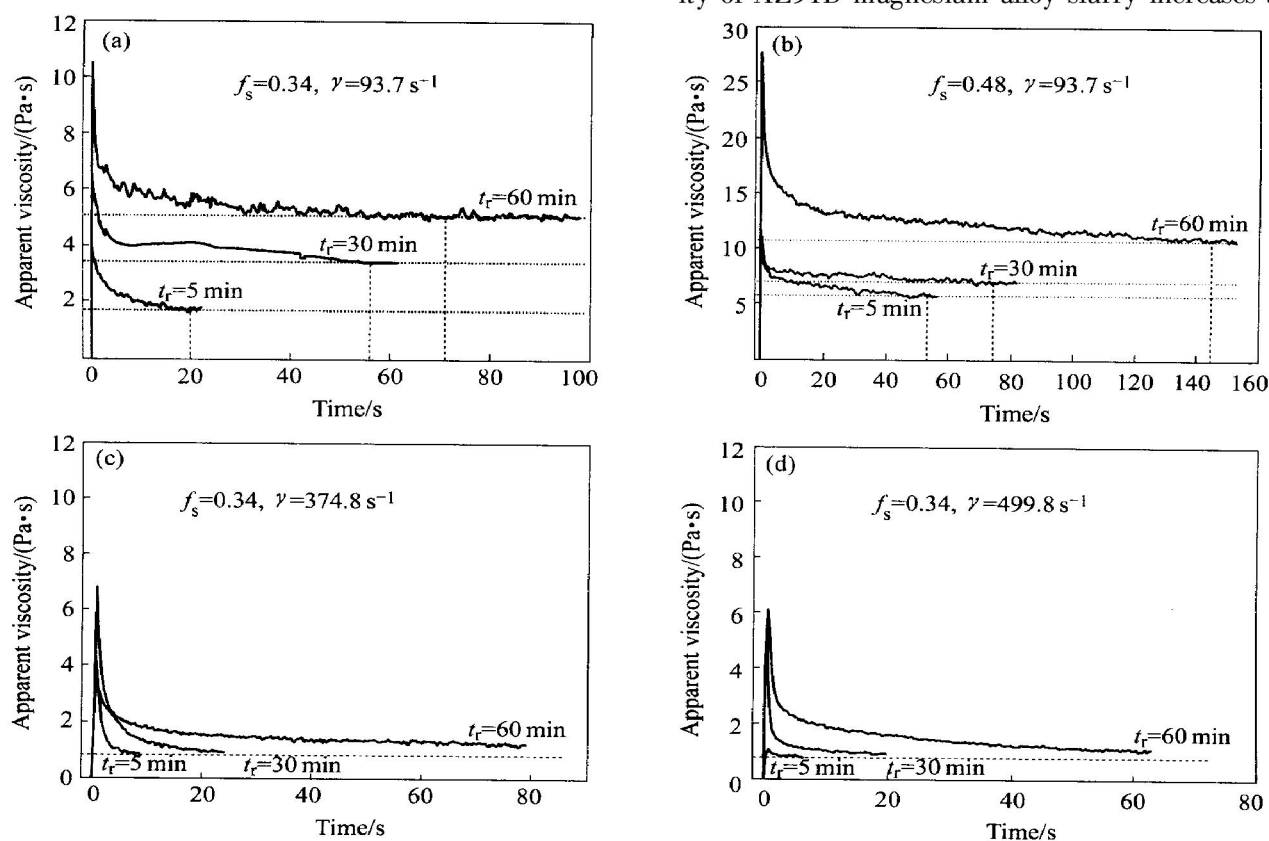 ity of AZ91D magnesium alloy slurry increases
(a)
f_s=0.34, γ=93.7 s⁻¹
t_r=60 min
t_r=30 min
t_r=5 min
12
10
8
6
4
2
Apparent viscosity/(Pa•s)
0 20 40 60 80 100
Time/s
(b)
f_s=0.48, γ=93.7 s⁻¹
t_r=60 min
t_r=30 min
t_r=5 min
30
25
20
15
10
5
Apparent viscosity/(Pa•s)
0 20 40 60 80 100 120 140 160
Time/s
(c)
f_s=0.34, γ=374.8 s⁻¹
t_r=60 min
t_r=5 min t_r=30 min
12
10
8
6
4
2
0
Apparent viscosity/(Pa•s)
0 20 40 60 80
Time/s
(d)
f_s=0.34, γ=499.8 s⁻¹
t_r=60 min
t_r=5 min t_r=30 min
12
10
8
6
4
2
0
Apparent viscosity/(Pa•s)
0 20 40 60 80
Time/s